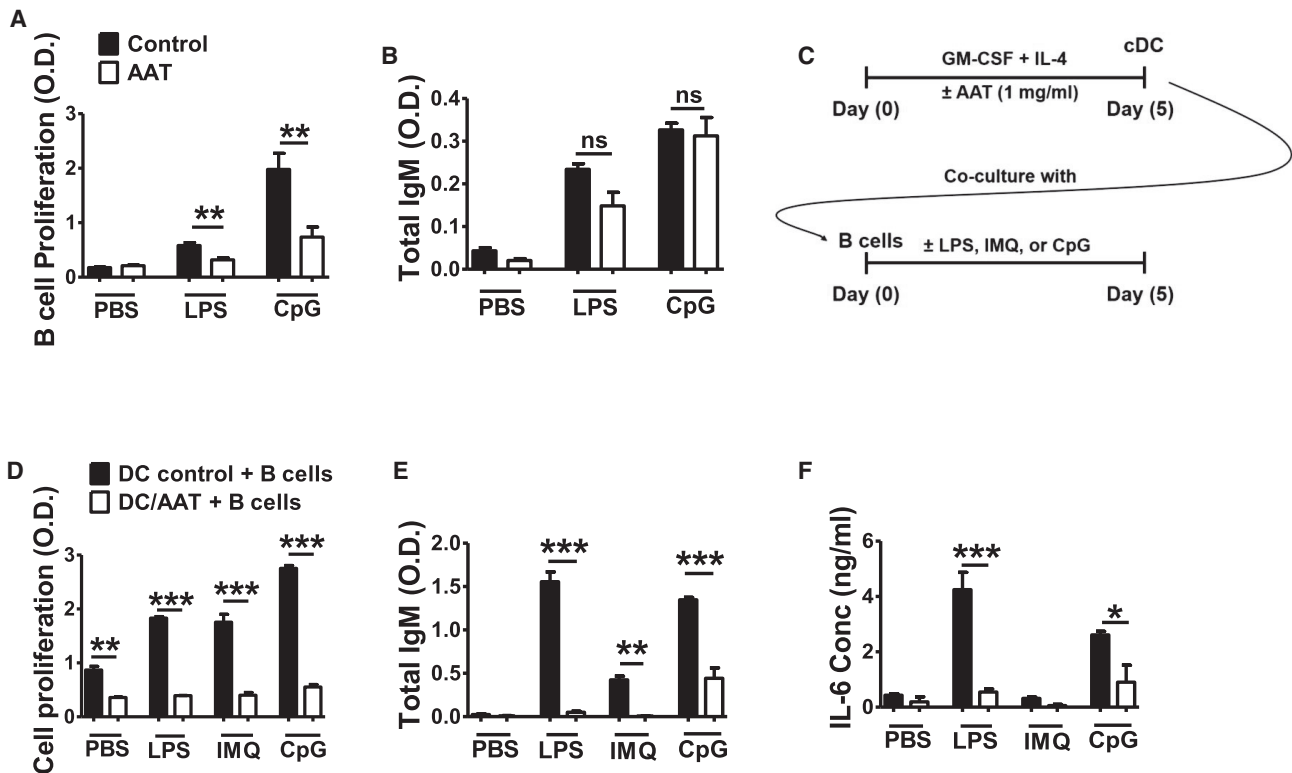 A
Control
AAT
B cell Proliferation (O.D.)
3
2
1
0
**
**
PBS
LPS
CpG
B
Total IgM (O.D.)
0.4
0.3
0.2
0.1
0.0
ns
ns
PBS
LPS
CpG
C
cDC
GM-CSF + IL-4
± AAT (1 mg/ml)
Day (0)
Day (5)
Co-culture with
B cells
± LPS, IMQ, or CpG
Day (0)
Day (5)
D
DC control + B cells
DC/AAT + B cells
Cell proliferation (O.D.)
3
2
1
0
**
***
***
***
PBS
LPS
IMQ
CpG
E
Total IgM (O.D.)
2.0
1.5
1.0
0.5
0.0
***
**
***
PBS
LPS
IMQ
CpG
F
IL-6 Conc (ng/ml)
6
4
2
0
***
*
PBS
LPS
IMQ
CpG